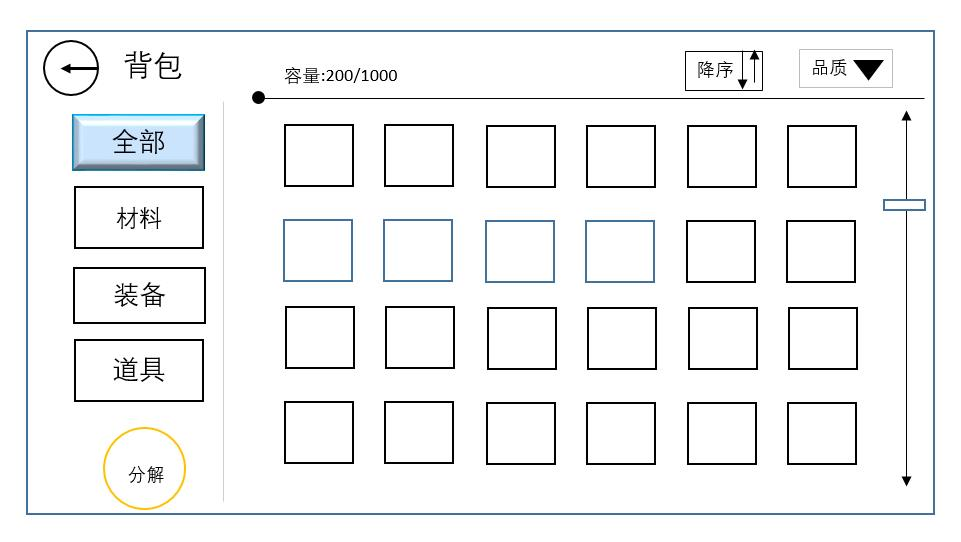 背包
容量:200/1000
降序
品质
全部
材料
装备
道具
分解